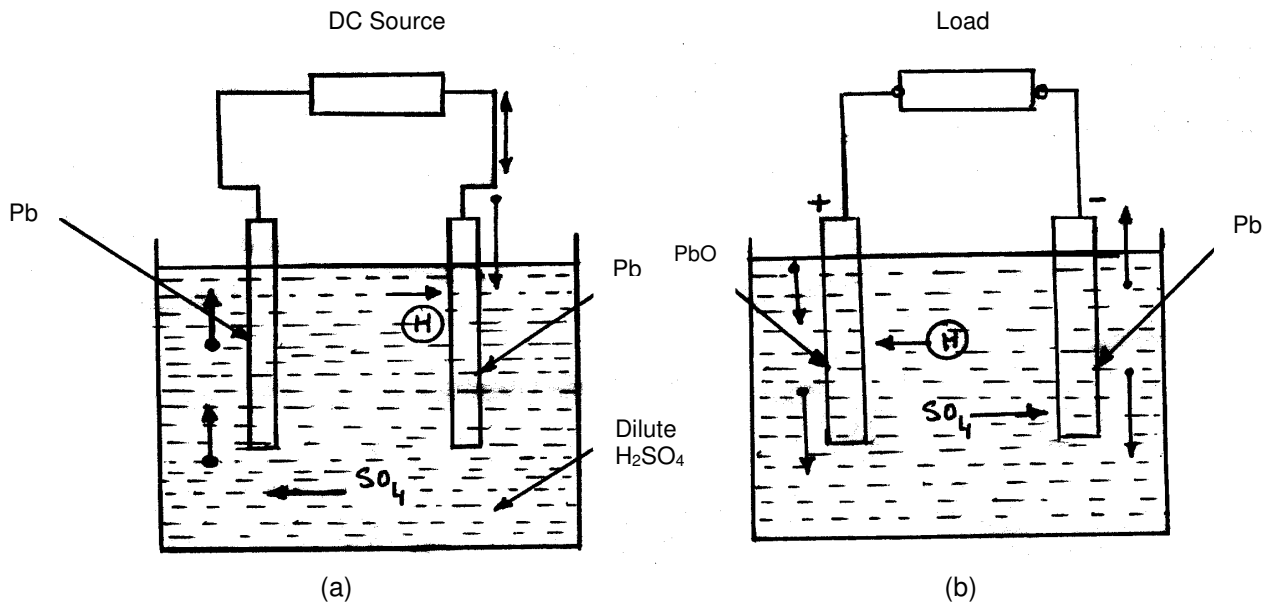 DC Source
Load
Pb
+
-
Pb
PbO
Pb
H
H
SO₄
Dilute
H₂SO₄
SO₄
(a)
(b)